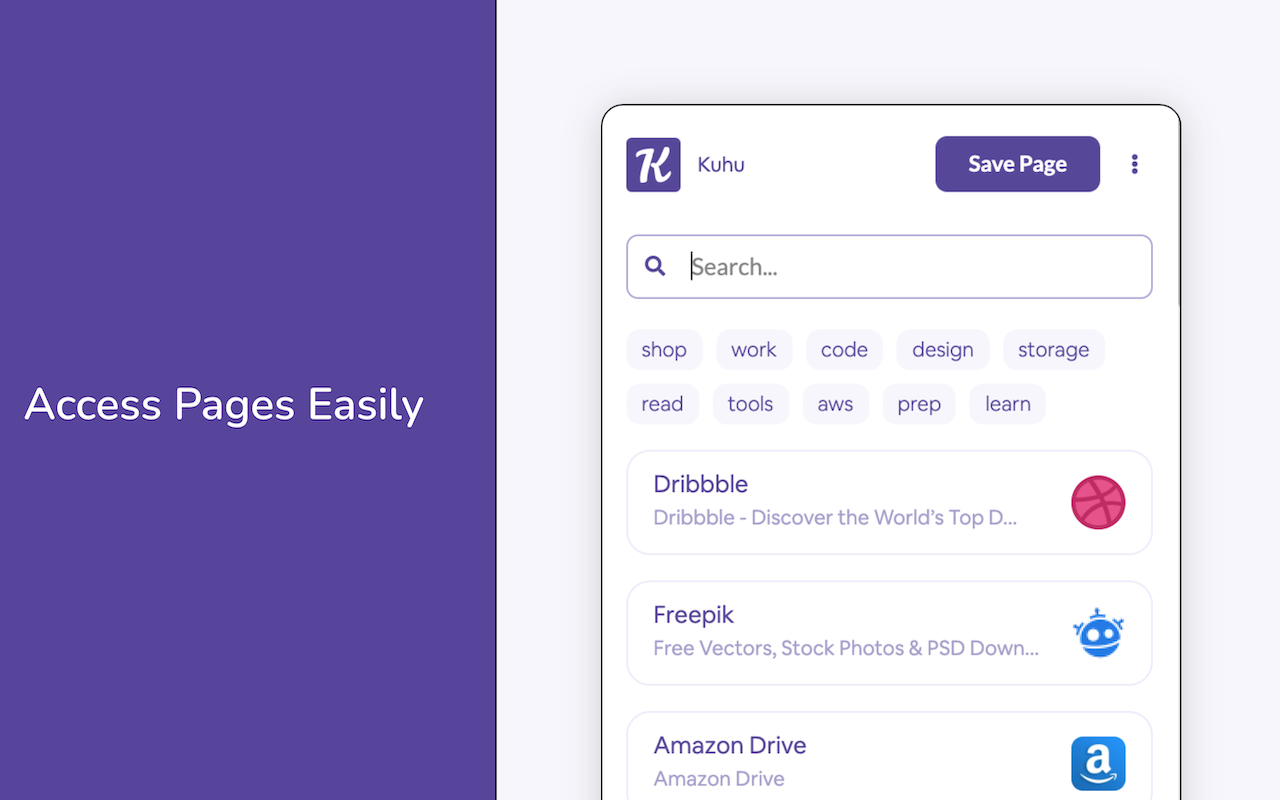 Access Pages Easily
K
Kuhu
Save Page
Search...
shop work code design storage
read tools aws prep learn
Dribbble
Dribbble - Discover the World’s Top D...
Freepik
Free Vectors, Stock Photos & PSD Down...
Amazon Drive
Amazon Drive
a